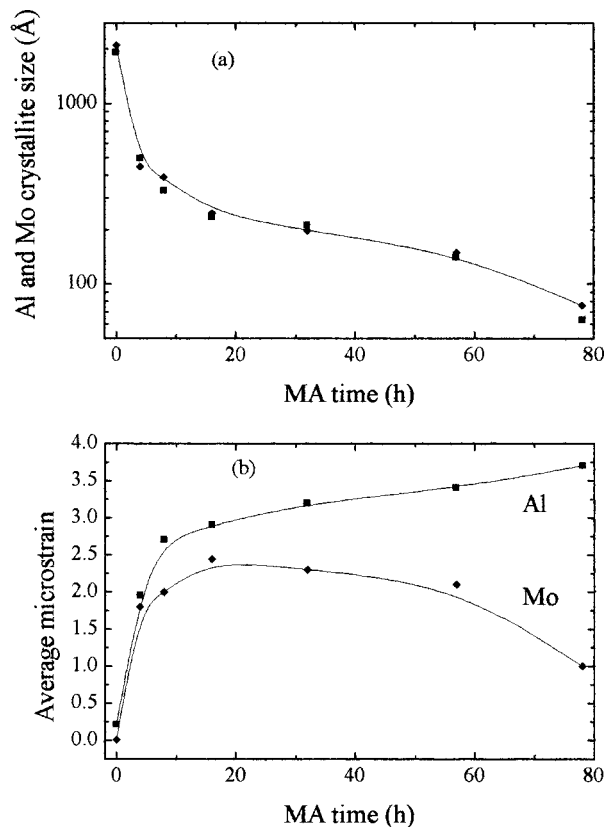 Al and Mo crystallite size (Å)
(a)
1000
100
0
20
40
60
80
MA time (h)
Average microstrain
(b)
4.0
3.5
3.0
2.5
2.0
1.5
1.0
0.5
0.0
Al
Mo
0
20
40
60
80
MA time (h)